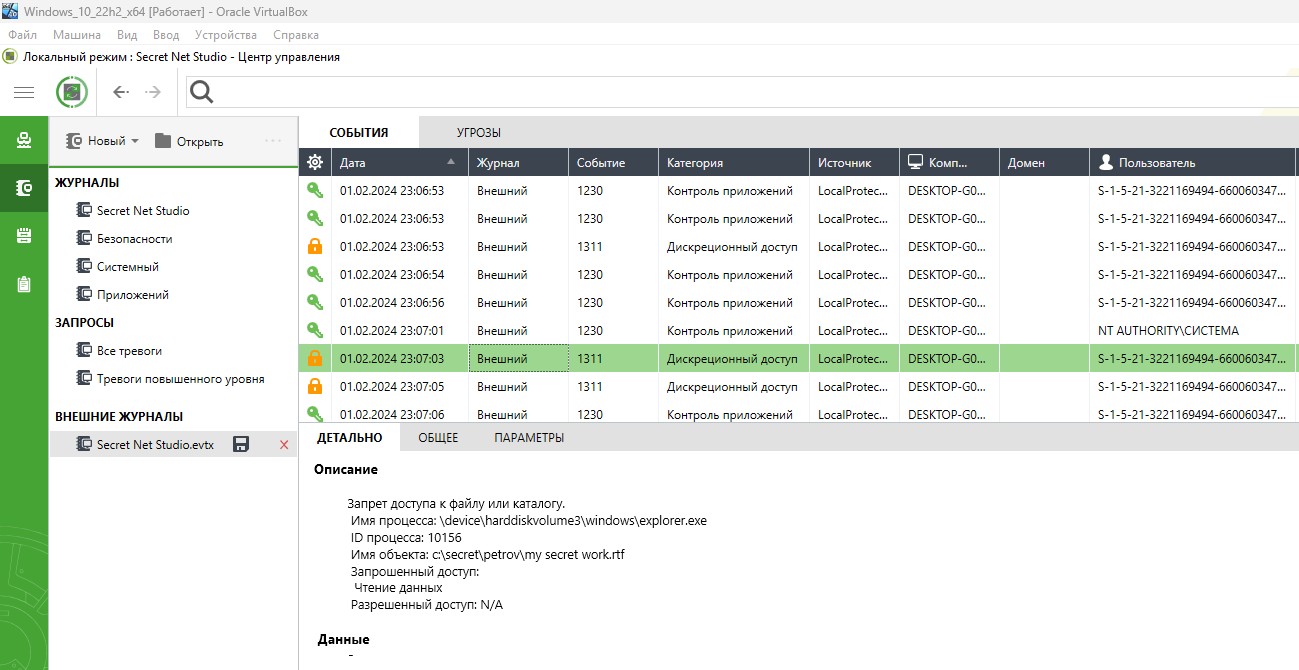 Windows_10_22h2_x64 [Работает] - Oracle VirtualBox
Файл Машина Вид Ввод Устройства Справка
Локальный режим : Secret Net Studio - Центр управления
Новый Открыть ...
ЖУРНАЛЫ
Secret Net Studio
Безопасности
Системный
Приложений
ЗАПРОСЫ
Все тревоги
Тревоги повышенного уровня
ВНЕШНИЕ ЖУРНАЛЫ
Secret Net Studio.evtx
СОБЫТИЯ УГРОЗЫ
Дата Журнал Событие Категория Источник Комп... Домен Пользователь
01.02.2024 23:06:53 Внешний 1230 Контроль приложений LocalProtec... DESKTOP-G0... S-1-5-21-3221169494-660060347...
01.02.2024 23:06:53 Внешний 1230 Контроль приложений LocalProtec... DESKTOP-G0... S-1-5-21-3221169494-660060347...
01.02.2024 23:06:53 Внешний 1311 Дискреционный доступ LocalProtec... DESKTOP-G0... S-1-5-21-3221169494-660060347...
01.02.2024 23:06:54 Внешний 1230 Контроль приложений LocalProtec... DESKTOP-G0... S-1-5-21-3221169494-660060347...
01.02.2024 23:06:56 Внешний 1230 Контроль приложений LocalProtec... DESKTOP-G0... S-1-5-21-3221169494-660060347...
01.02.2024 23:07:01 Внешний 1230 Контроль приложений LocalProtec... DESKTOP-G0... NT AUTHORITY\СИСТЕМА
01.02.2024 23:07:03 Внешний 1311 Дискреционный доступ LocalProtec... DESKTOP-G0... S-1-5-21-3221169494-660060347...
01.02.2024 23:07:05 Внешний 1311 Дискреционный доступ LocalProtec... DESKTOP-G0... S-1-5-21-3221169494-660060347...
01.02.2024 23:07:06 Внешний 1230 Контроль приложений LocalProtec... DESKTOP-G0... S-1-5-21-3221169494-660060347...
ДЕТАЛЬНО ОБЩЕЕ ПАРАМЕТРЫ
Описание
Запрет доступа к файлу или каталогу.
Имя процесса: \device\harddiskvolume3\windows\explorer.exe
ID процесса: 10156
Имя объекта: c:\secret\petrov\my secret work.rtf
Запрошенный доступ:
Чтение данных
Разрешенный доступ: N/A
Данные
-